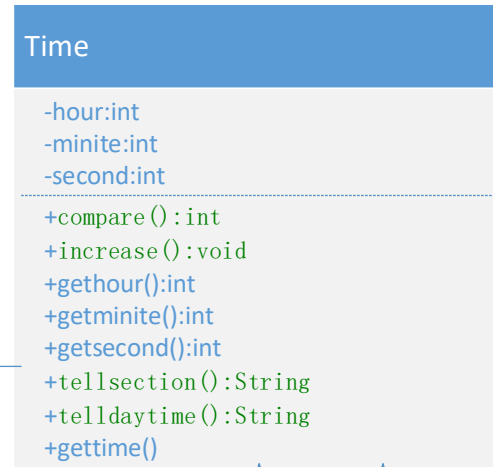 Time
-hour:int
-minite:int
-second:int
+compare():int
+increase():void
+gethour():int
+getminite():int
+getsecond():int
+tellsection():String
+telldaytime():String
+gettime()